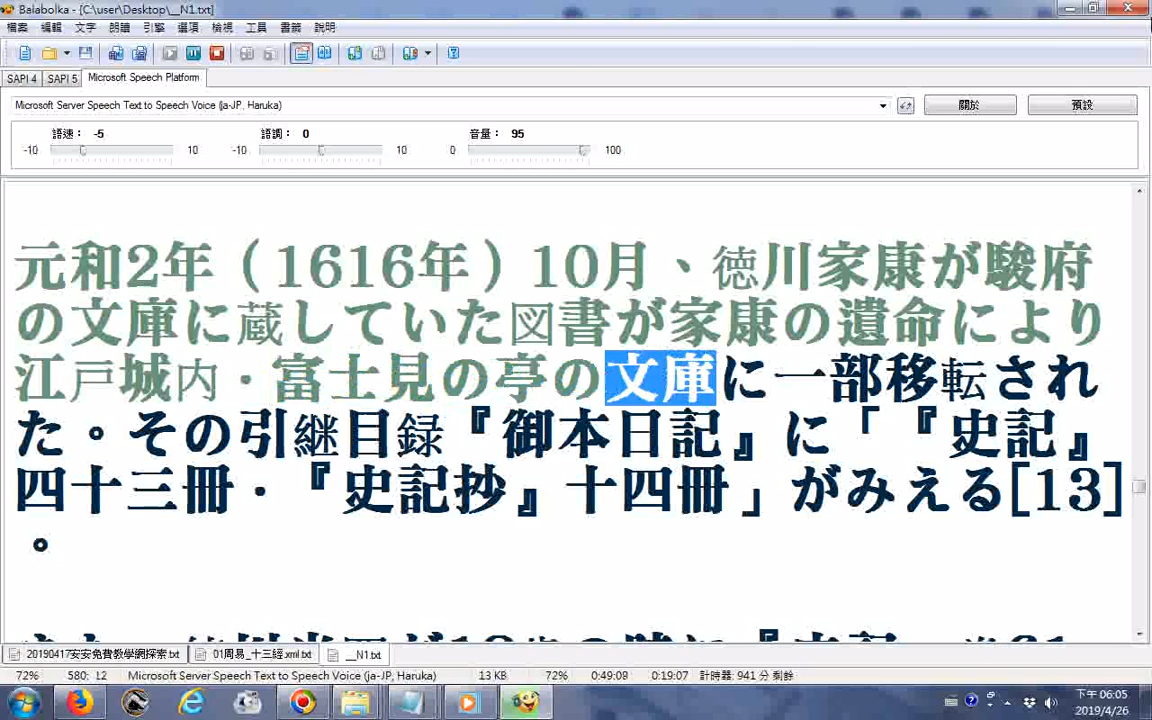 Balabolka - [C:\user\Desktop\__N1.txt]
檔案 編輯 文字 朗讀 引擎 選項 檢視 工具 書籤 說明
SAPI 4 SAPI 5 Microsoft Speech Platform
Microsoft Server Speech Text to Speech Voice (ja-JP, Haruka) 關於 預設
語速： -5 語調： 0 音量： 95
-10 10 -10 10 0 100
元和2年（1616年）10月、徳川家康が駿府
の文庫に蔵していた図書が家康の遺命により
江戸城内・富士見の亭の文庫に一部移転され
た。その引継目録『御本日記』に「『史記』
四十三冊・『史記抄』十四冊」がみえる[13]
。
20190417安安免費教學網探索.txt 01周易_十三經.xml.txt __N1.txt
72% 580: 12 Microsoft Server Speech Text to Speech Voice (ja-JP, Haruka) 13 KB 72% 0:49:09 0:19:07 計時器: 941 分 剩餘
下午 06:05
2019/4/26